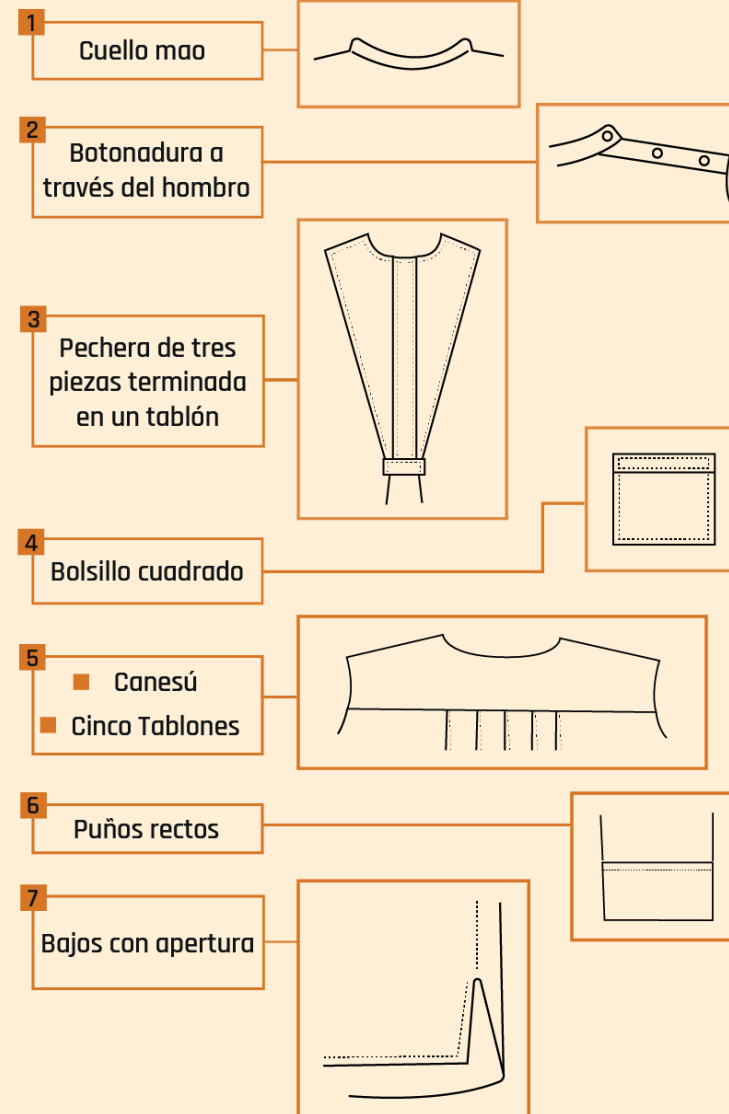 1
Cuello mao
2
Botonadura a
través del hombro
3
Pechera de tres
piezas terminada
en un tablón
4
Bolsillo cuadrado
5
Canesú
Cinco Tablones
6
Puños rectos
7
Bajos con apertura